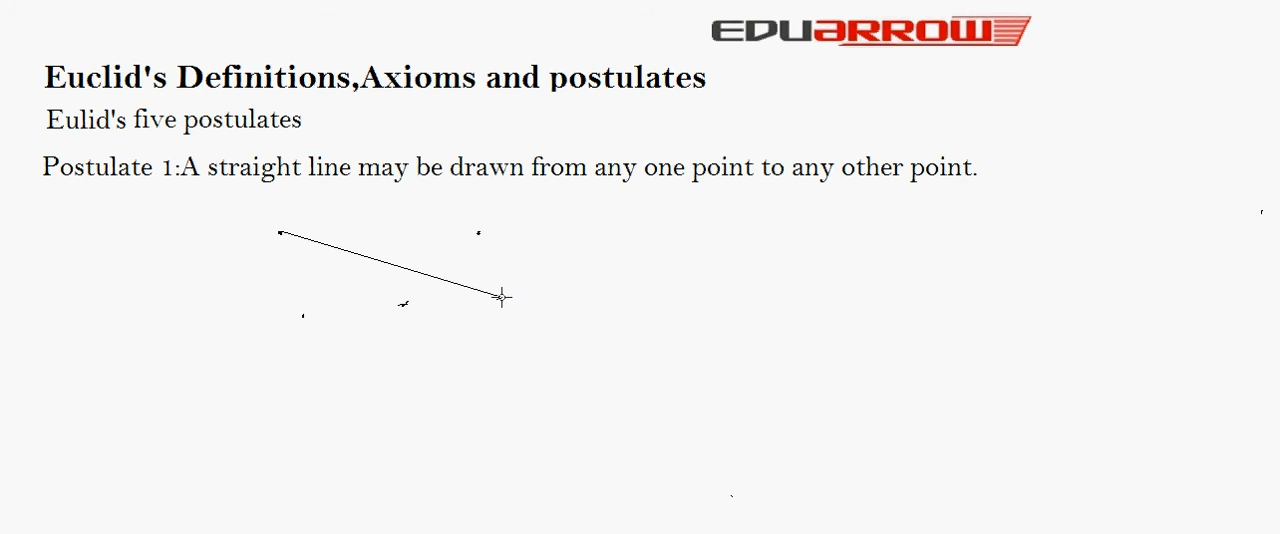 EDUARROW
Euclid's Definitions,Axioms and postulates
Eulid's five postulates
Postulate 1:A straight line may be drawn from any one point to any other point.